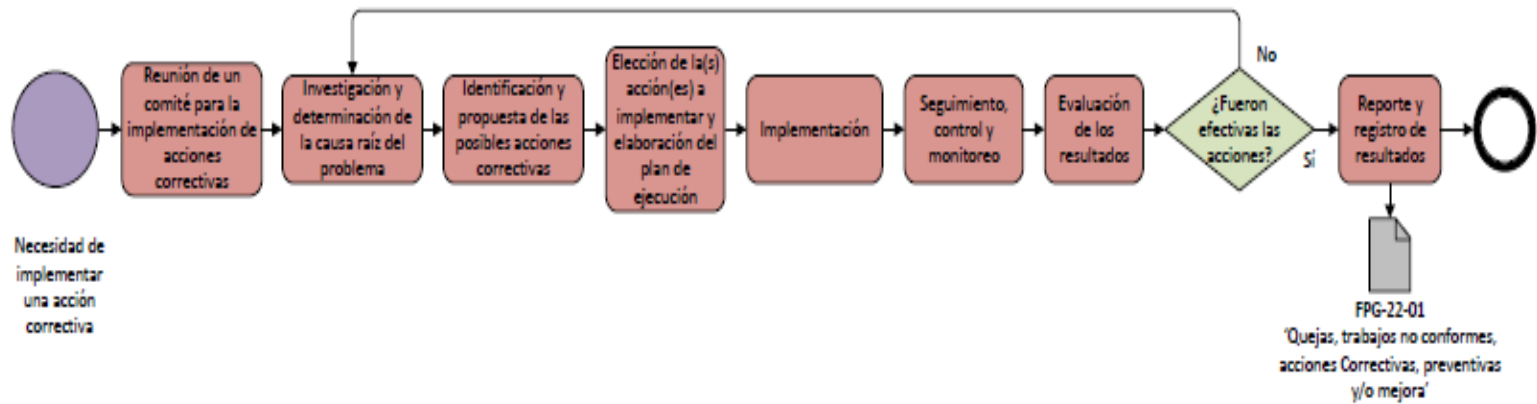 Necesidad de
implementar
una acción
correctiva
Reunión de un
comité para la
implementación de
acciones
correctivas
Investigación y
determinación de
la causa raíz del
problema
Identificación y
propuesta de las
posibles acciones
correctivas
Elección de la(s)
acción(es) a
implementar y
elaboración del
plan de
ejecución
Implementación
Seguimiento,
control y
monitoreo
Evaluación
de los
resultados
¿Fueron
efectivas las
acciones?
No
Sí
Reporte y
registro de
resultados
FPG-22-01
'Quejas, trabajos no conformes,
acciones Correctivas, preventivas
y/o mejora'